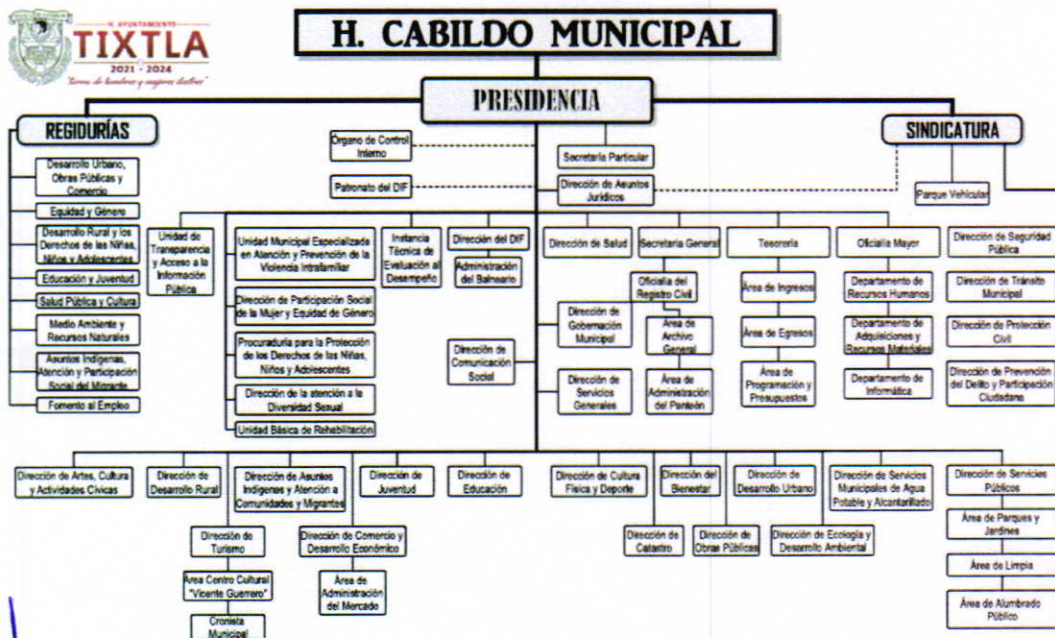 H. AYUNTAMIENTO
TIXTLA
2021 - 2024
H. CABILDO MUNICIPAL
PRESIDENCIA
REGIDURÍAS
SINDICATURA
Órgano de Control
Interno
Secretaría Particular
Patronato del DIF
Dirección de Asuntos
Jurídicos
Parque Vehicular
Desarrollo Urbano,
Obras Públicas y
Comercio
Equidad y Género
Desarrollo Rural y los
Derechos de las Niñas,
Niños y Adolescentes
Educación y Juventud
Salud Pública y Cultura
Medio Ambiente y
Recursos Naturales
Asuntos Indígenas,
Atención y Participación
Social del Migrante
Fomento al Empleo
Unidad de
Transparencia
y Acceso a la
Información
Pública
Unidad Municipal Especializada
en Atención y Prevención de la
Violencia Intrafamiliar
Dirección de Participación Social
de la Mujer y Equidad de Género
Procuraduría para la Protección
de los Derechos de las Niñas,
Niños y Adolescentes
Dirección de la atención a la
Diversidad Sexual
Unidad Básica de Rehabilitación
Instancia
Técnica de
Evaluación al
Desempeño
Dirección del DIF
Administración
del Balneario
Dirección de
Comunicación
Social
Dirección de Salud
Dirección de
Gobernación
Municipal
Dirección de
Servicios
Generales
Secretaría General
Oficialía del
Registro Civil
Área de
Archivo
General
Área de
Administración
del Panteón
Tesorería
Área de Ingresos
Área de Egresos
Área de
Programación y
Presupuestos
Oficialía Mayor
Departamento de
Recursos Humanos
Departamento de
Adquisiciones y
Recursos Materiales
Departamento de
Informática
Dirección de Seguridad
Pública
Dirección de Tránsito
Municipal
Dirección de Protección
Civil
Dirección de Prevención
del Delito y Participación
Ciudadana
Dirección de Artes, Cultura
y Actividades Cívicas
Dirección de
Desarrollo Rural
Dirección de Asuntos
Indígenas y Atención a
Comunidades y Migrantes
Dirección de
Juventud
Dirección de
Educación
Dirección de Cultura
Física y Deporte
Dirección del
Bienestar
Dirección de
Desarrollo Urbano
Dirección de Servicios
Municipales de Agua
Potable y Alcantarillado
Dirección de Servicios
Públicos
Dirección de
Turismo
Área Centro Cultural
"Vicente Guerrero"
Cronista
Municipal
Dirección de Comercio y
Desarrollo Económico
Área de
Administración
del Mercado
Dirección de
Catastro
Dirección de
Obras Públicas
Dirección de Ecología y
Desarrollo Ambiental
Área de Parques y
Jardines
Área de Limpia
Área de Alumbrado
Público